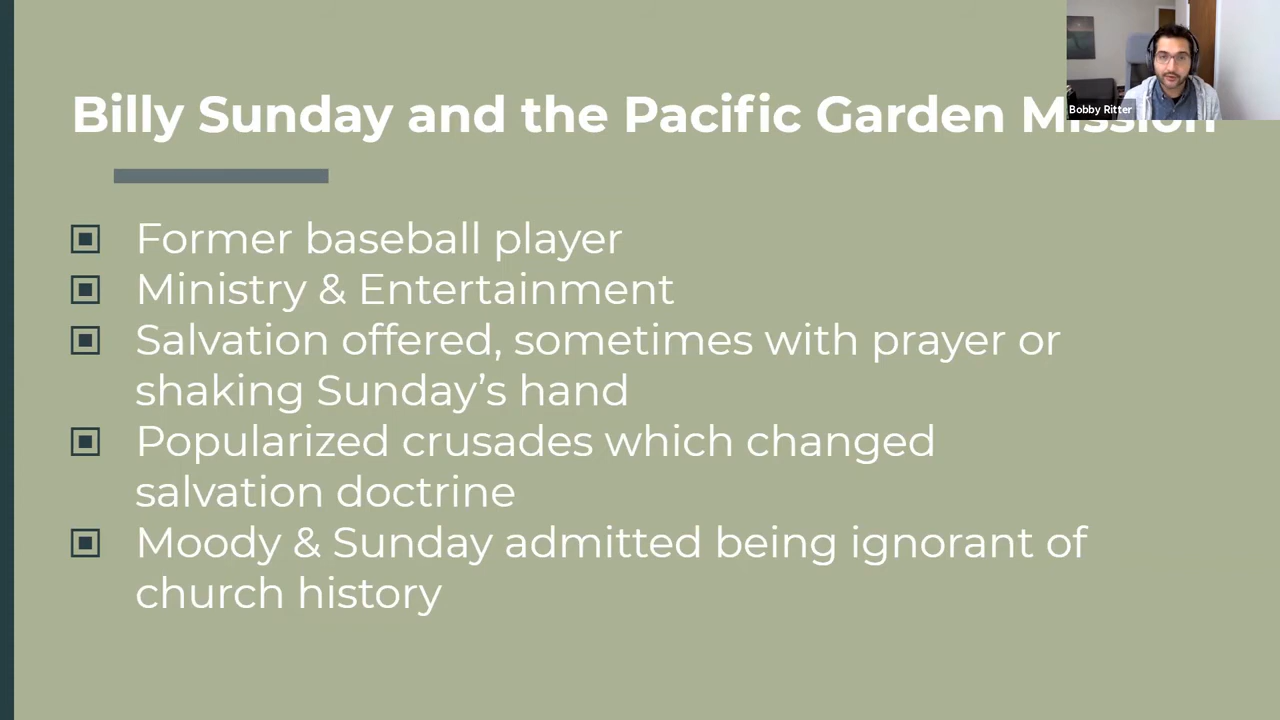 Billy Sunday and the Pacific Garden Mission
Bobby Ritter
Former baseball player
Ministry & Entertainment
Salvation offered, sometimes with prayer or
shaking Sunday’s hand
Popularized crusades which changed
salvation doctrine
Moody & Sunday admitted being ignorant of
church history